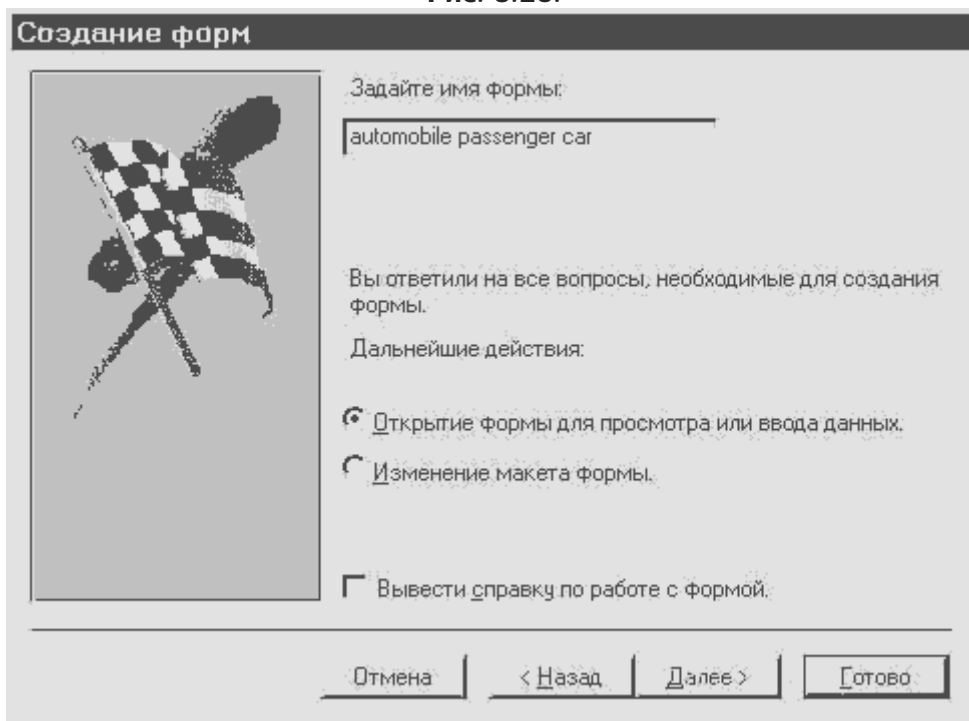 Создание форм
Задайте имя формы:
automobile passenger car
Вы ответили на все вопросы, необходимые для создания
формы.
Дальнейшие действия:
Открытие формы для просмотра или ввода данных.
Изменение макета формы.
Вывести справку по работе с формой.
Отмена
< Назад
Далее >
Готово